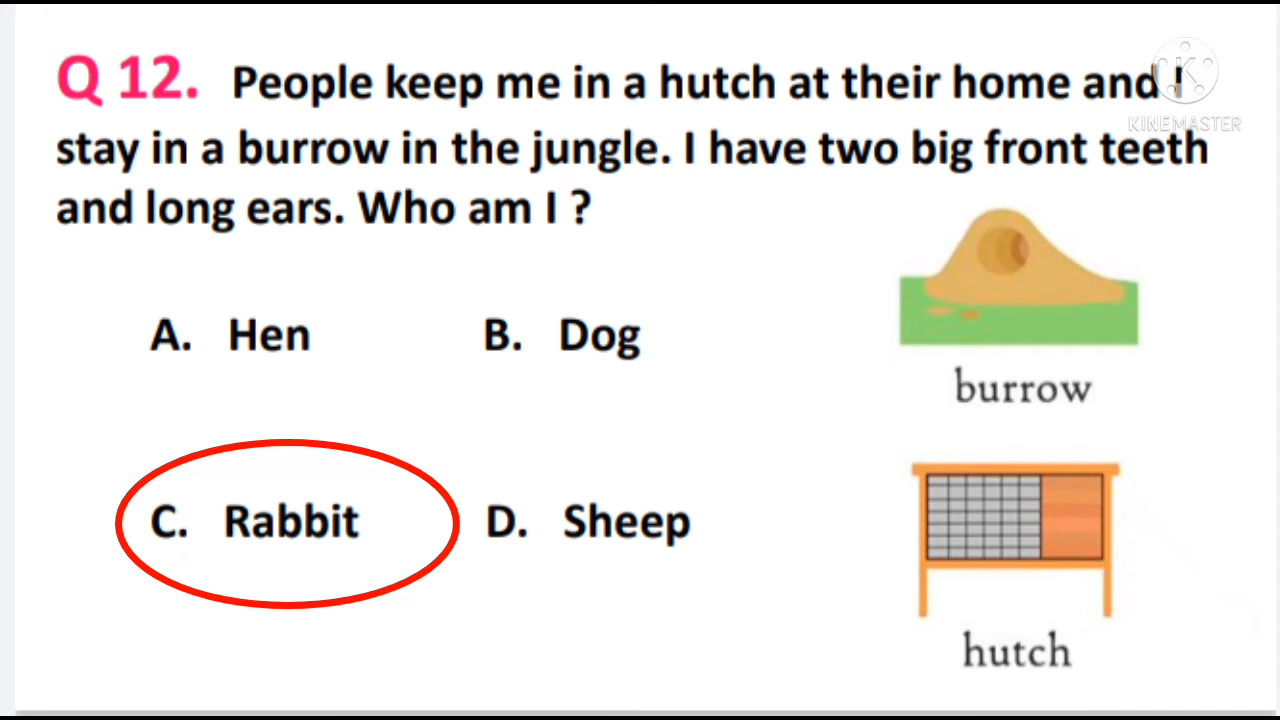 Q 12. People keep me in a hutch at their home and I
KINEMASTER
stay in a burrow in the jungle. I have two big front teeth
and long ears. Who am I ?
A. Hen B. Dog
burrow
C. Rabbit D. Sheep
hutch